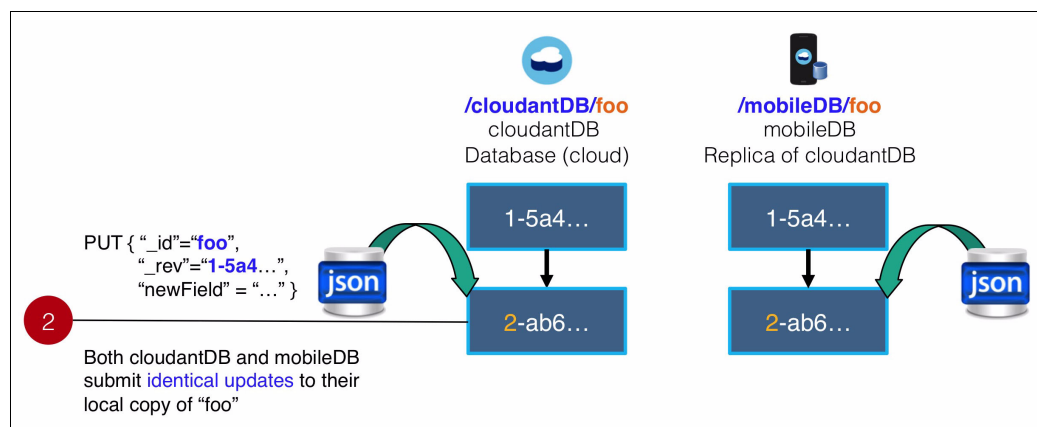 /cloudantDB/foo
cloudantDB
Database (cloud)
/mobileDB/foo
mobileDB
Replica of cloudantDB
1-5a4…
1-5a4…
PUT { “_id”=“foo”,
“_rev”=“1-5a4…”,
“newField” = “…” }
json
json
2-ab6…
2-ab6…
2
Both cloudantDB and mobileDB
submit identical updates to their
local copy of “foo”